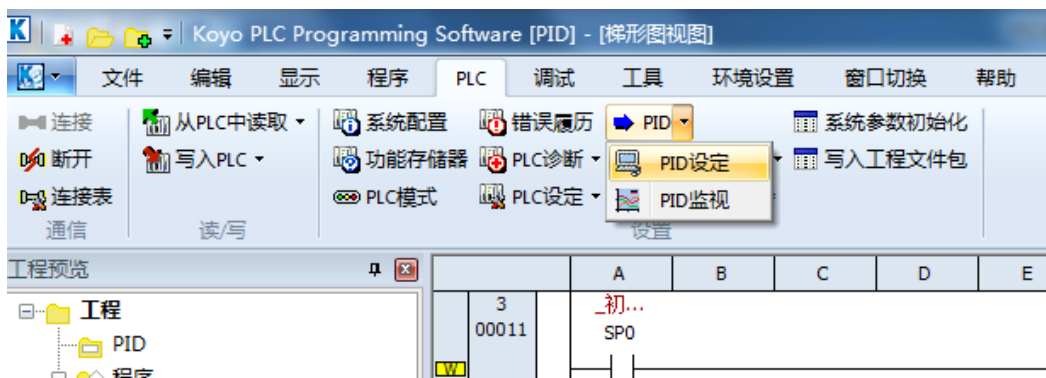 Koyo PLC Programming Software [PID] - [梯形图视图]
文件 编辑 显示 程序 PLC 调试 工具 环境设置 窗口切换 帮助
连接 从PLC中读取 系统配置 错误履历 PID 系统参数初始化
断开 写入PLC 功能存储器 PLC诊断 PID设定 写入工程文件包
连接表 PLC模式 PLC设定 PID监视
通信 读/写 设置
工程预览 A B C D E
工程 3 _初...
00011 SP0
PID
W
程序